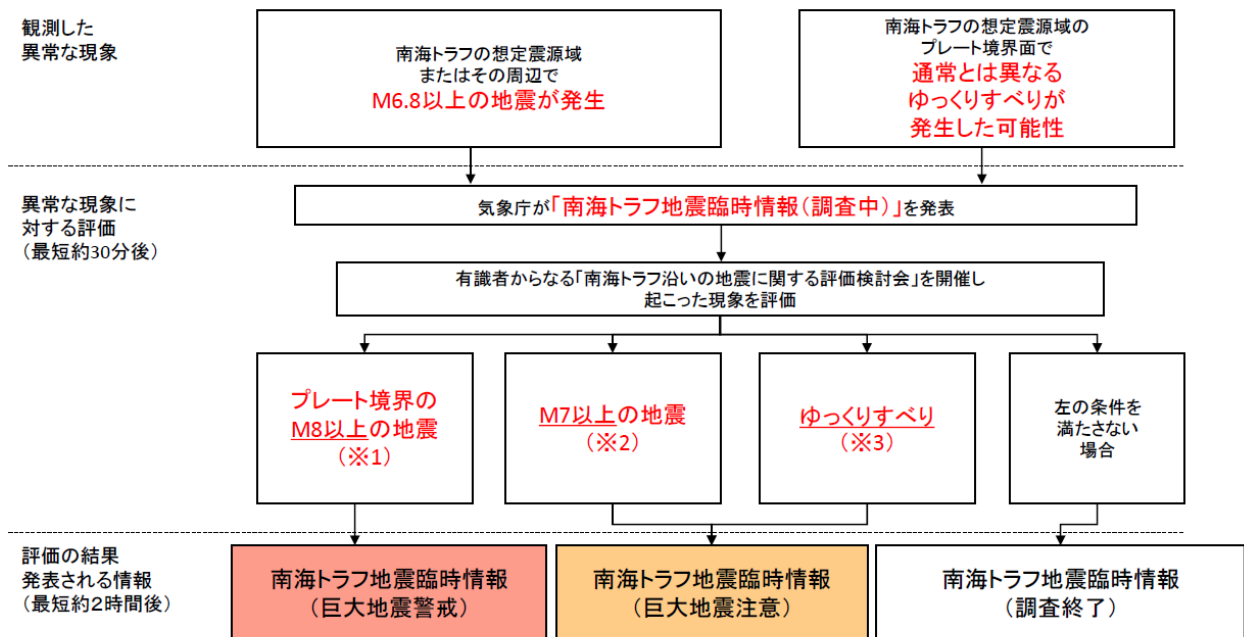 観測した
異常な現象
南海トラフの想定震源域
またはその周辺で
M6.8以上の地震が発生
南海トラフの想定震源域の
プレート境界面で
通常とは異なる
ゆっくりすべりが
発生した可能性
異常な現象に
対する評価
（最短約30分後）
気象庁が「南海トラフ地震臨時情報（調査中）」を発表
有識者からなる「南海トラフ沿いの地震に関する評価検討会」を開催し
起こった現象を評価
プレート境界の
M8以上の地震
（※1）
M7以上の地震
（※2）
ゆっくりすべり
（※3）
左の条件を
満たさない
場合
評価の結果
発表される情報
（最短約２時間後）
南海トラフ地震臨時情報
（巨大地震警戒）
南海トラフ地震臨時情報
（巨大地震注意）
南海トラフ地震臨時情報
（調査終了）